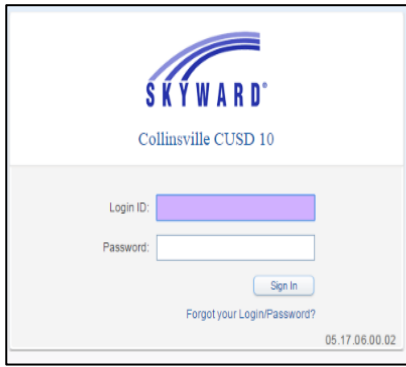 SKYWARD®
Collinsville CUSD 10
Login ID:
Password:
Sign In
Forgot your Login/Password?
05.17.06.00.02